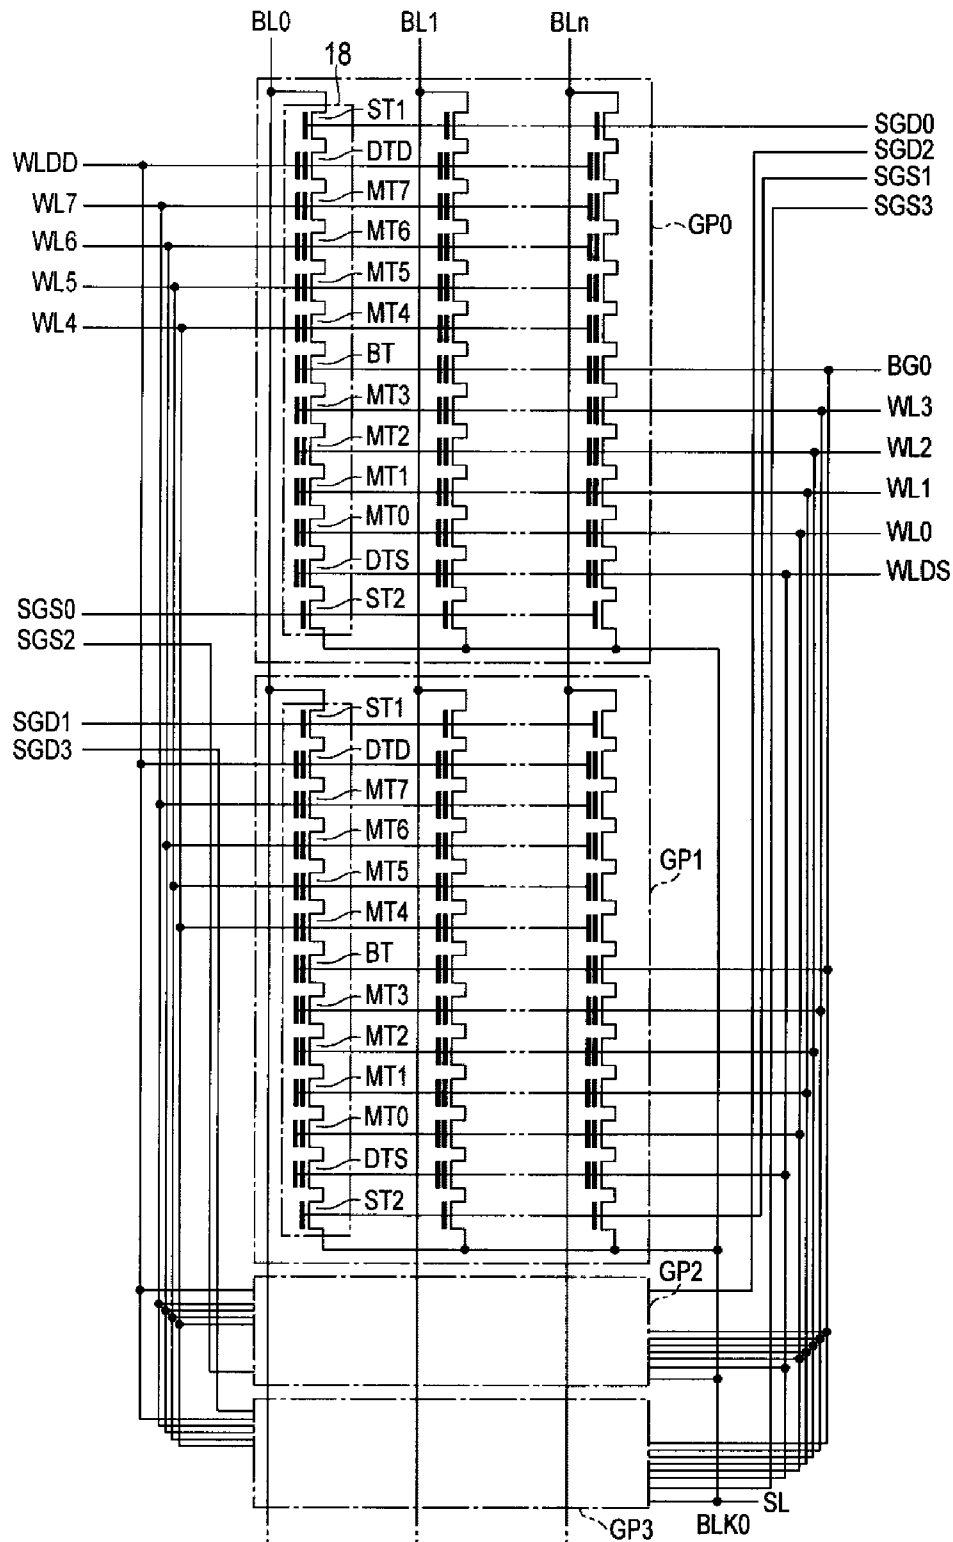 BL0 BL1 BLn
18
ST1 SGD0
DTD SGD2
WLDD SGS1
WL7 MT7 SGS3
WL6 MT6 GP0
WL5 MT5
WL4 MT4
BT BG0
MT3 WL3
MT2 WL2
MT1 WL1
MT0 WL0
DTS WLDS
SGS0 ST2
SGS2
SGD1 ST1
SGD3 DTD
MT7
MT6
MT5 GP1
MT4
BT
MT3
MT2
MT1
MT0
DTS
ST2
GP2
SL
BLK0
GP3